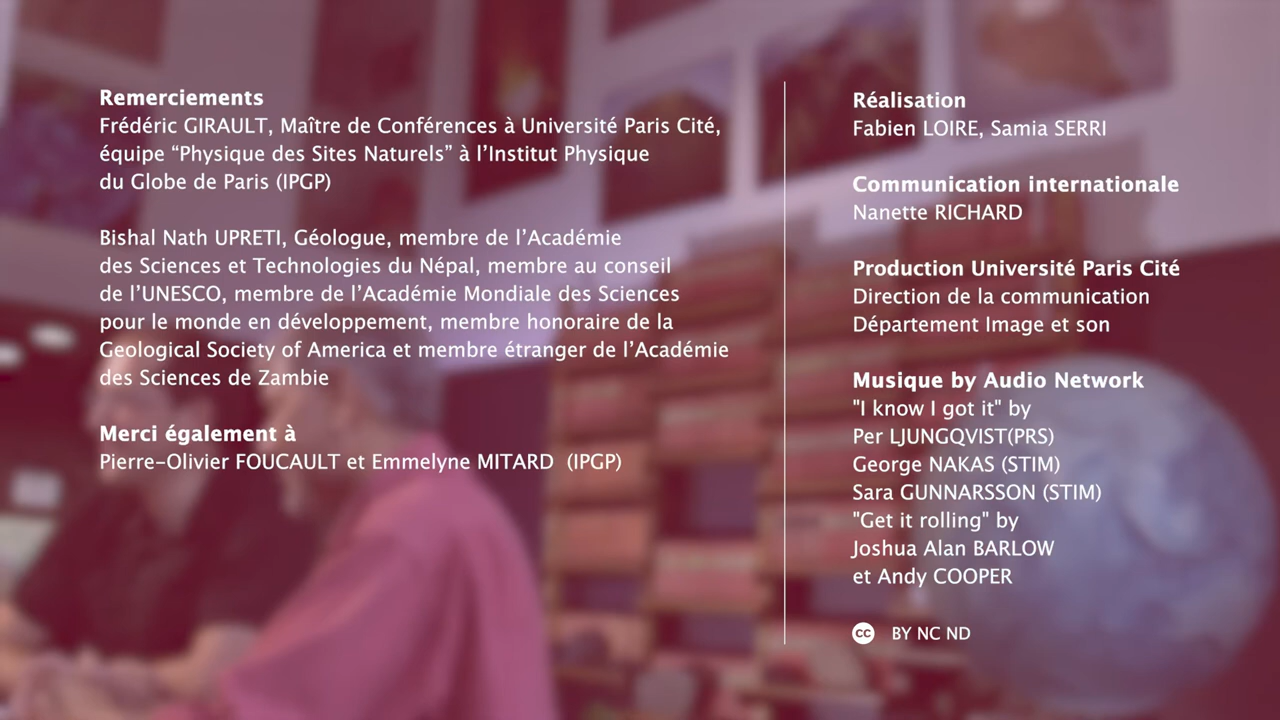 Remerciements
Frédéric GIRAULT, Maître de Conférences à Université Paris Cité,
équipe “Physique des Sites Naturels” à l’Institut Physique
du Globe de Paris (IPGP)
Bishal Nath UPRETI, Géologue, membre de l’Académie
des Sciences et Technologies du Népal, membre au conseil
de l’UNESCO, membre de l’Académie Mondiale des Sciences
pour le monde en développement, membre honoraire de la
Geological Society of America et membre étranger de l’Académie
des Sciences de Zambie
Merci également à
Pierre-Olivier FOUCAULT et Emmelyne MITARD (IPGP)
Réalisation
Fabien LOIRE, Samia SERRI
Communication internationale
Nanette RICHARD
Production Université Paris Cité
Direction de la communication
Département Image et son
Musique by Audio Network
"I know I got it" by
Per LJUNGQVIST(PRS)
George NAKAS (STIM)
Sara GUNNARSSON (STIM)
"Get it rolling" by
Joshua Alan BARLOW
et Andy COOPER
cc BY NC ND